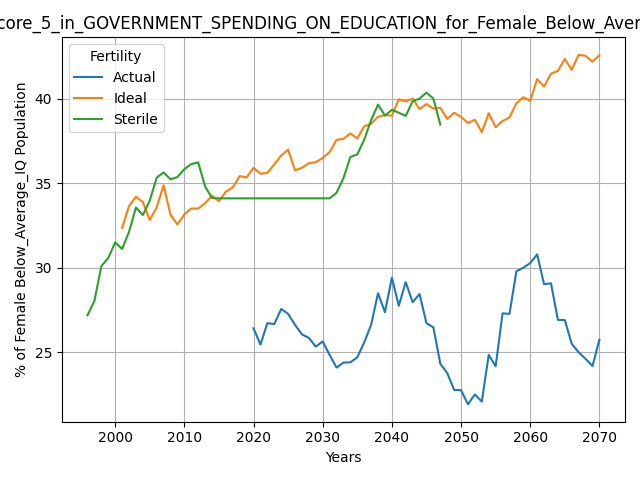 core_5_in_GOVERNMENT_SPENDING_ON_EDUCATION_for_Female_Below_Aver
Fertility
Actual
Ideal
Sterile
% of Female Below_Average_IQ Population
40
35
30
25
2000 2010 2020 2030 2040 2050 2060 2070
Years